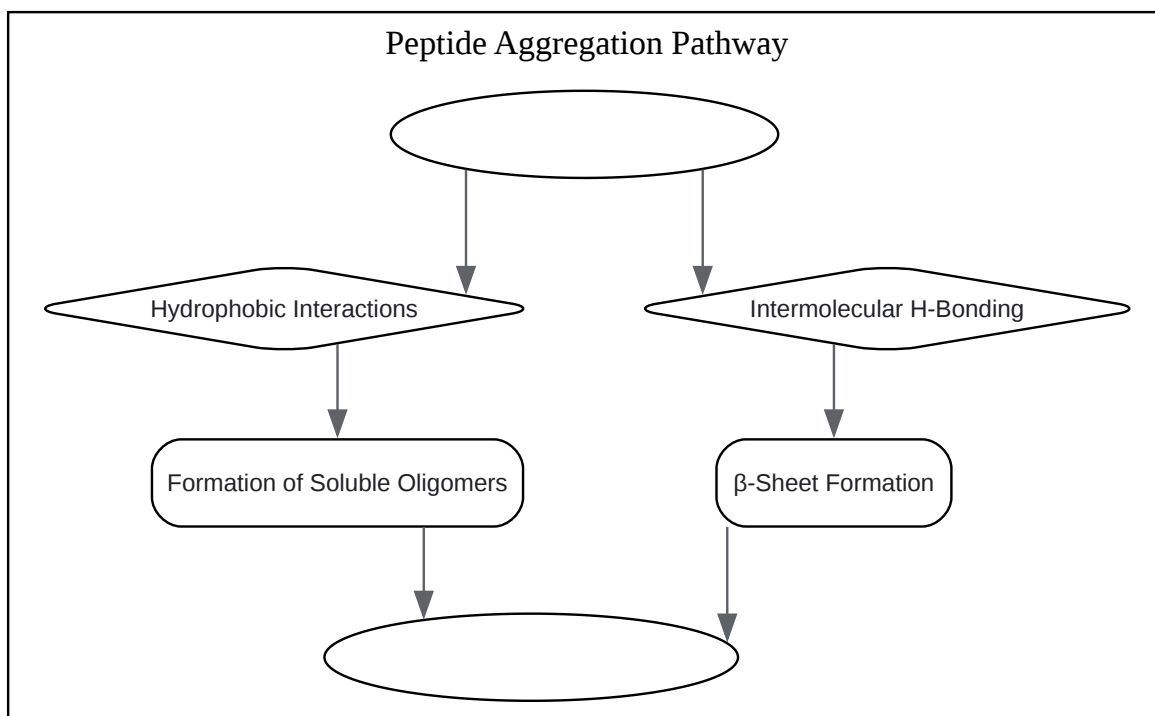 Peptide Aggregation Pathway
Hydrophobic Interactions
Intermolecular H-Bonding
Formation of Soluble Oligomers
β-Sheet Formation